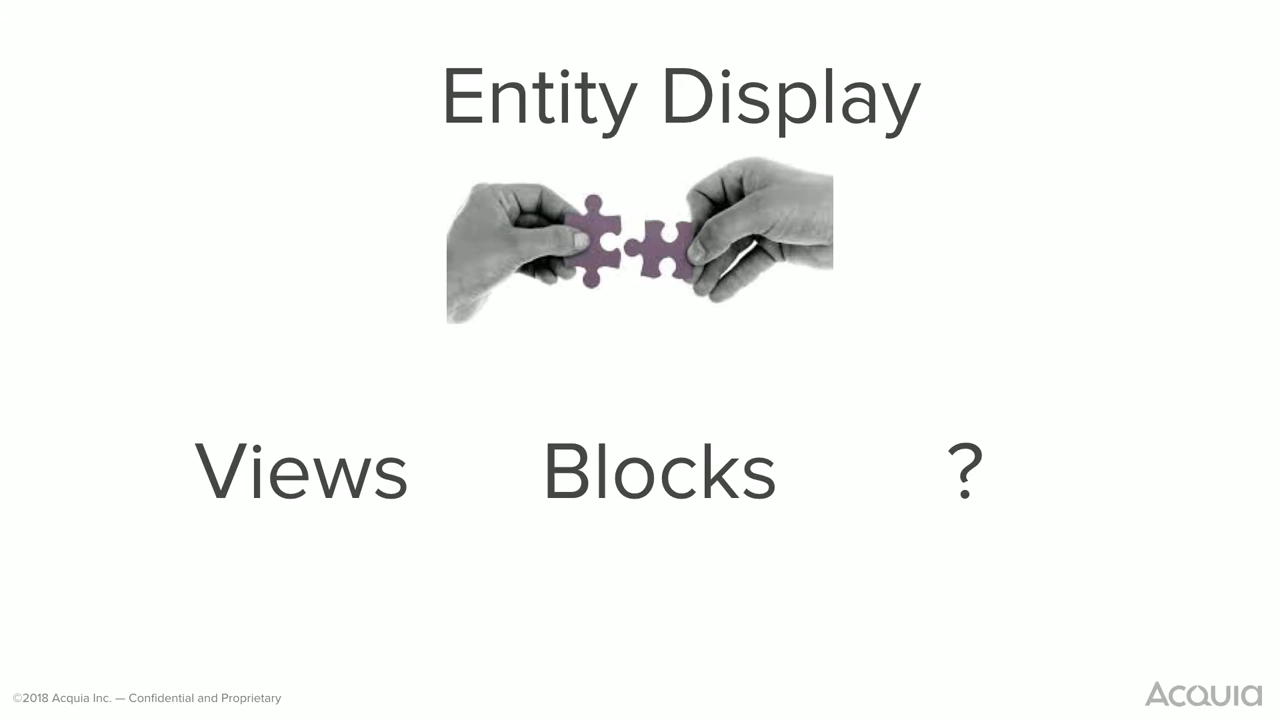 Entity Display
Views Blocks ?
©2018 Acquia Inc. — Confidential and Proprietary
Acquia